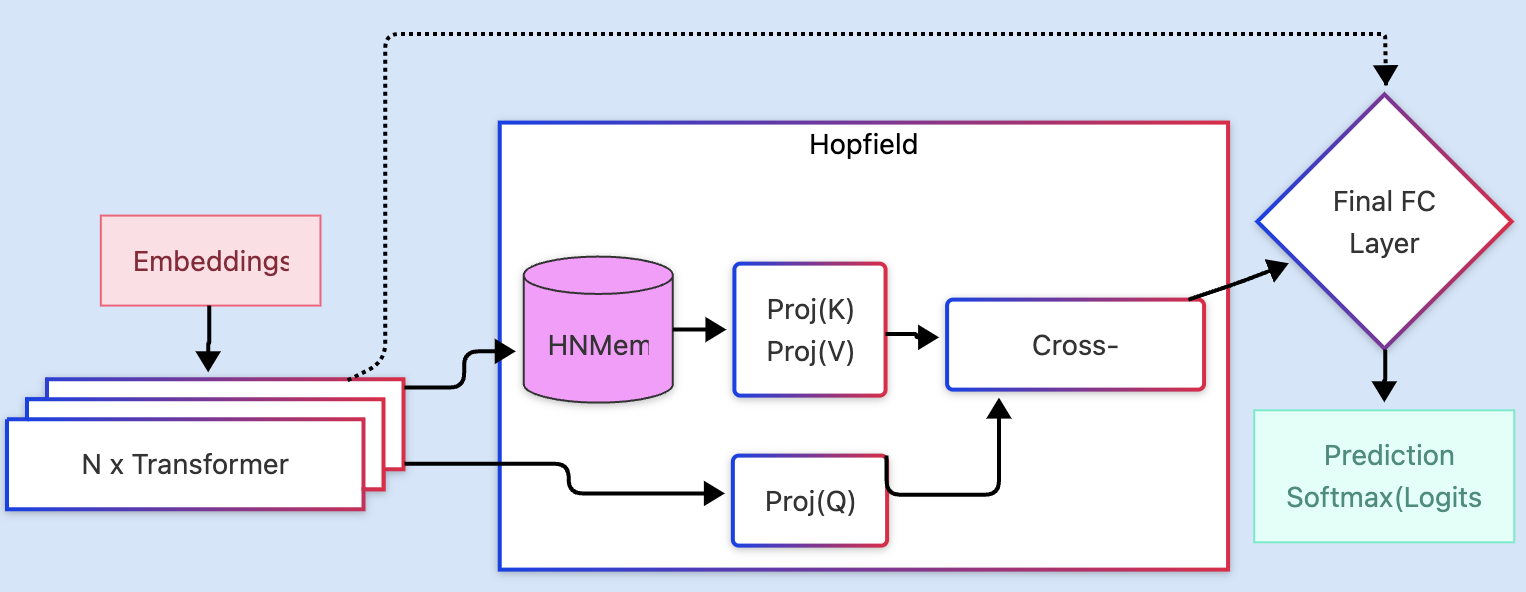 Hopfield
Embeddings
HNMem
Proj(K)
Proj(V)
Cross-
N x Transformer
Proj(Q)
Final FC
Layer
Prediction
Softmax(Logits